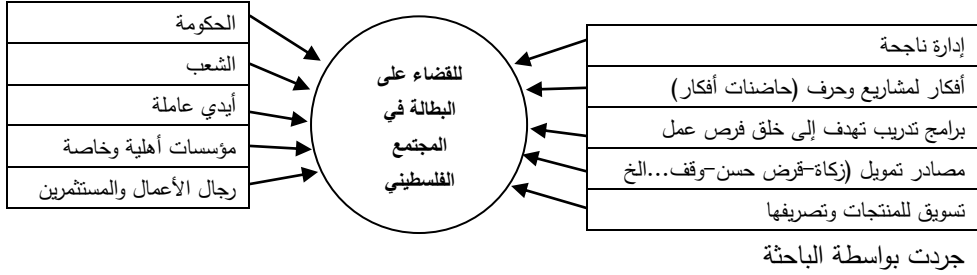 إدارة ناجحة
أفكار لمشاريع وحرف (حاضنات أفكار)
برامج تدريب تهدف إلى خلق فرص عمل
مصادر تمويل (زكاة-قرض حسن-وقف...الخ
تسويق للمنتجات وتصريفها
للقضاء على
البطالة في
المجتمع
الفلسطيني
الحكومة
الشعب
أيدي عاملة
مؤسسات أهلية وخاصة
رجال الأعمال والمستثمرين
جردت بواسطة الباحثة